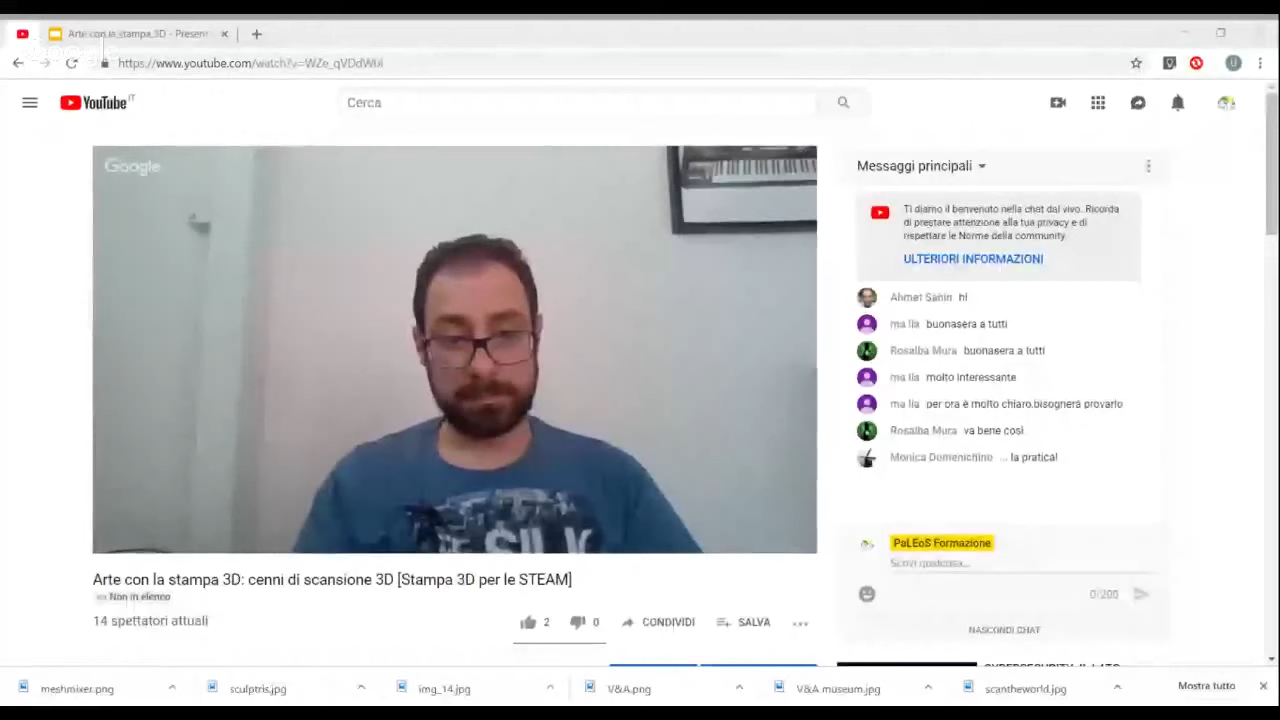 Arte con la stampa 3D - Present
https://www.youtube.com/watch?v=WZe_qVDdW0I
YouTube IT
Cerca
Google
Messaggi principali
Ti diamo il benvenuto nella chat dal vivo. Ricorda
di prestare attenzione alla tua privacy e di
rispettare le Norme della community.
ULTERIORI INFORMAZIONI
Ahmet Sahin hi
ma lia buonasera a tutti
Rosalba Mura buonasera a tutti
ma lia molto interessante
ma lia per ora è molto chiaro.bisognerà provarlo
Rosalba Mura va bene così
Monica Domenichino ... la pratica!
PaLEoS Formazione
Scrivi qualcosa...
0/200
NASCONDI CHAT
Arte con la stampa 3D: cenni di scansione 3D [Stampa 3D per le STEAM]
Non in elenco
14 spettatori attuali
2 0 CONDIVIDI SALVA
meshmixer.png sculptris.jpg img_14.jpg V&A.png V&A museum.jpg scantheworld.jpg Mostra tutto